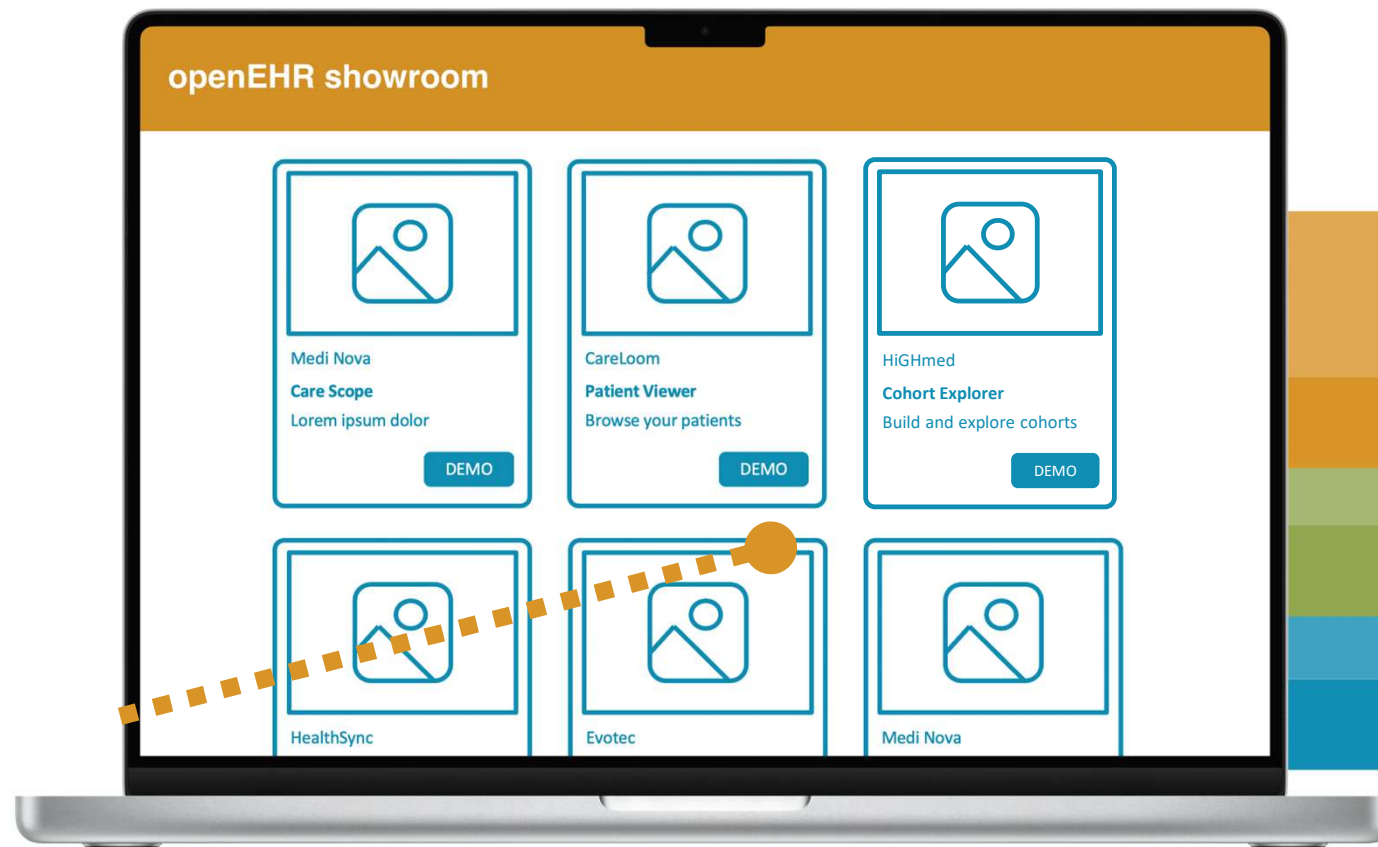 openEHR showroom
Medi Nova
Care Scope
Lorem ipsum dolor
DEMO
CareLoom
Patient Viewer
Browse your patients
DEMO
HiGHmed
Cohort Explorer
Build and explore cohorts
DEMO
HealthSync
Evotec
Medi Nova